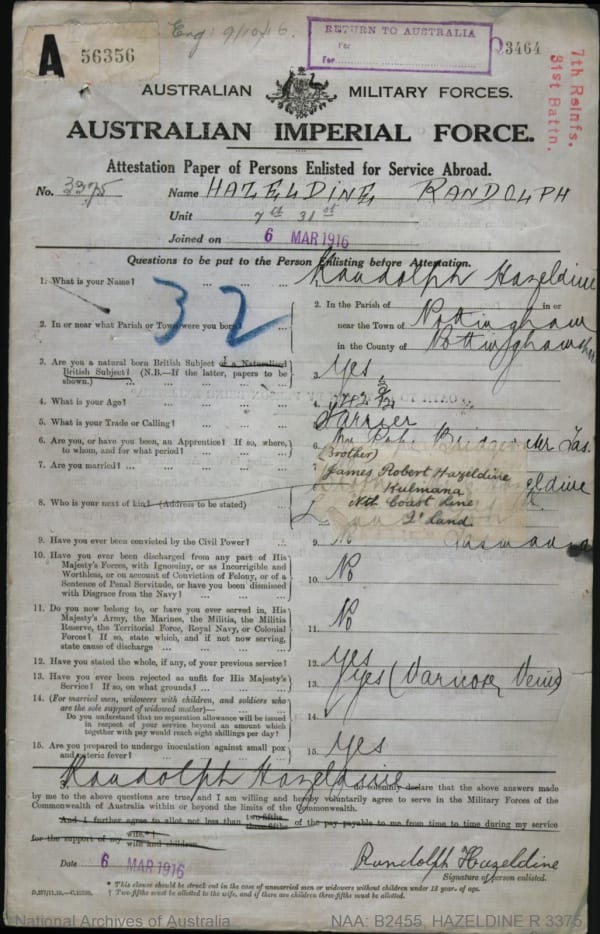 A 56356
Eng: 9/10/16
RETURN TO AUSTRALIA
Per
For
Q3464
7th Reinfs.
31st Battn.
AUSTRALIAN MILITARY FORCES.
AUSTRALIAN IMPERIAL FORCE.
Attestation Paper of Persons Enlisted for Service Abroad.
No. 3375 Name HAZELDINE RANDOLPH
Unit 7th 31st
Joined on 6 MAR 1916
Questions to be put to the Person Enlisting before Attestation.
1. What is your Name? ... ... ... 1. Randolph Hazeldine
32
2. In or near what Parish or Town were you born? ... 2. In the Parish of in or
near the Town of Nottingham
in the County of
3. Are you a natural born British Subject or a Naturalised
British Subject? (N.B.—If the latter, papers to be
shown.) ... 3. Yes
4. What is your Age? ... 4.
5. What is your Trade or Calling? ... 5. Farrier
6. Are you, or have you been, an Apprentice? If so, where,
to whom, and for what period? ... 6. Bridgewater Tas.
7. Are you married? ... ...
(Brother)
James Robert Hazeldine
Kulmana
Nth Coast Line
Q'Land.
8. Who is your next of kin? (Address to be stated) ...
Tasmania
9. Have you ever been convicted by the Civil Power? ... 9.
10. Have you ever been discharged from any part of His
Majesty's Forces, with Ignominy, or as Incorrigible and
Worthless, or on account of Conviction of Felony, or of a
Sentence of Penal Servitude, or have you been dismissed
with Disgrace from the Navy? ... 10. No
11. Do you now belong to, or have you ever served in, His
Majesty's Army, the Marines, the Militia, the Militia
Reserve, the Territorial Force, Royal Navy, or Colonial
Forces? If so, state which, and if not now serving,
state cause of discharge ... 11. No
12. Have you stated the whole, if any, of your previous service? 12. Yes
13. Have you ever been rejected as unfit for His Majesty's
Service? If so, on what grounds? ... 13. Yes (Varicose Veins)
14. (For married men, widowers with children, and soldiers who
are the sole support of widowed mother)—
Do you understand that no separation allowance will be issued
in respect of your service beyond an amount which
together with pay would reach eight shillings per day? 14.
15. Are you prepared to undergo inoculation against small pox
and enteric fever? ... 15. Yes
I, Randolph Hazeldine do solemnly declare that the above answers made
by me to the above questions are true, and I am willing and hereby voluntarily agree to serve in the Military Forces of the
Commonwealth of Australia within or beyond the limits of the Commonwealth.
And I further agree to allot not less than two-fifths three-fifths of the pay payable to me from time to time during my service
for the support of my wife. wife and children.
Date 6 MAR 1916
Randolph Hazeldine
Signature of person enlisted.
* This clause should be struck out in the case of unmarried men or widowers without children under 18 year of age.
† Two-fifths must be allotted to the wife, and if there are children three-fifths must be allotted.
National Archives of Australia
NAA: B2455, HAZELDINE R 3375